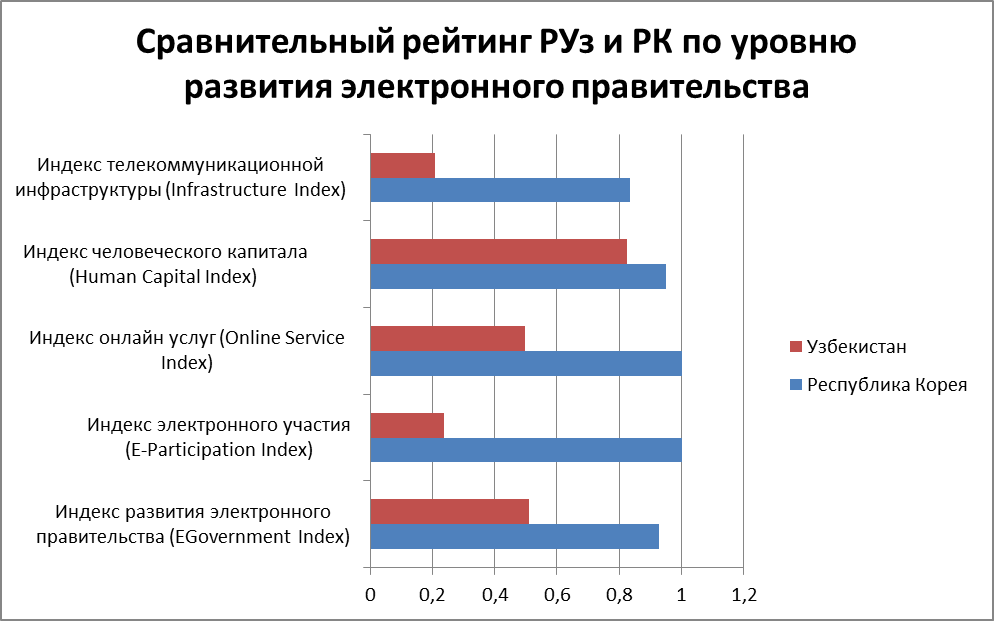 Сравнительный рейтинг РУз и РК по уровню
развития электронного правительства
Индекс телекоммуникационной
инфраструктуры (Infrastructure Index)
Индекс человеческого капитала
(Human Capital Index)
Индекс онлайн услуг (Online Service
Index)
Индекс электронного участия
(E-Participation Index)
Индекс развития электронного
правительства (EGovernment Index)
0 0,2 0,4 0,6 0,8 1 1,2
Узбекистан
Республика Корея